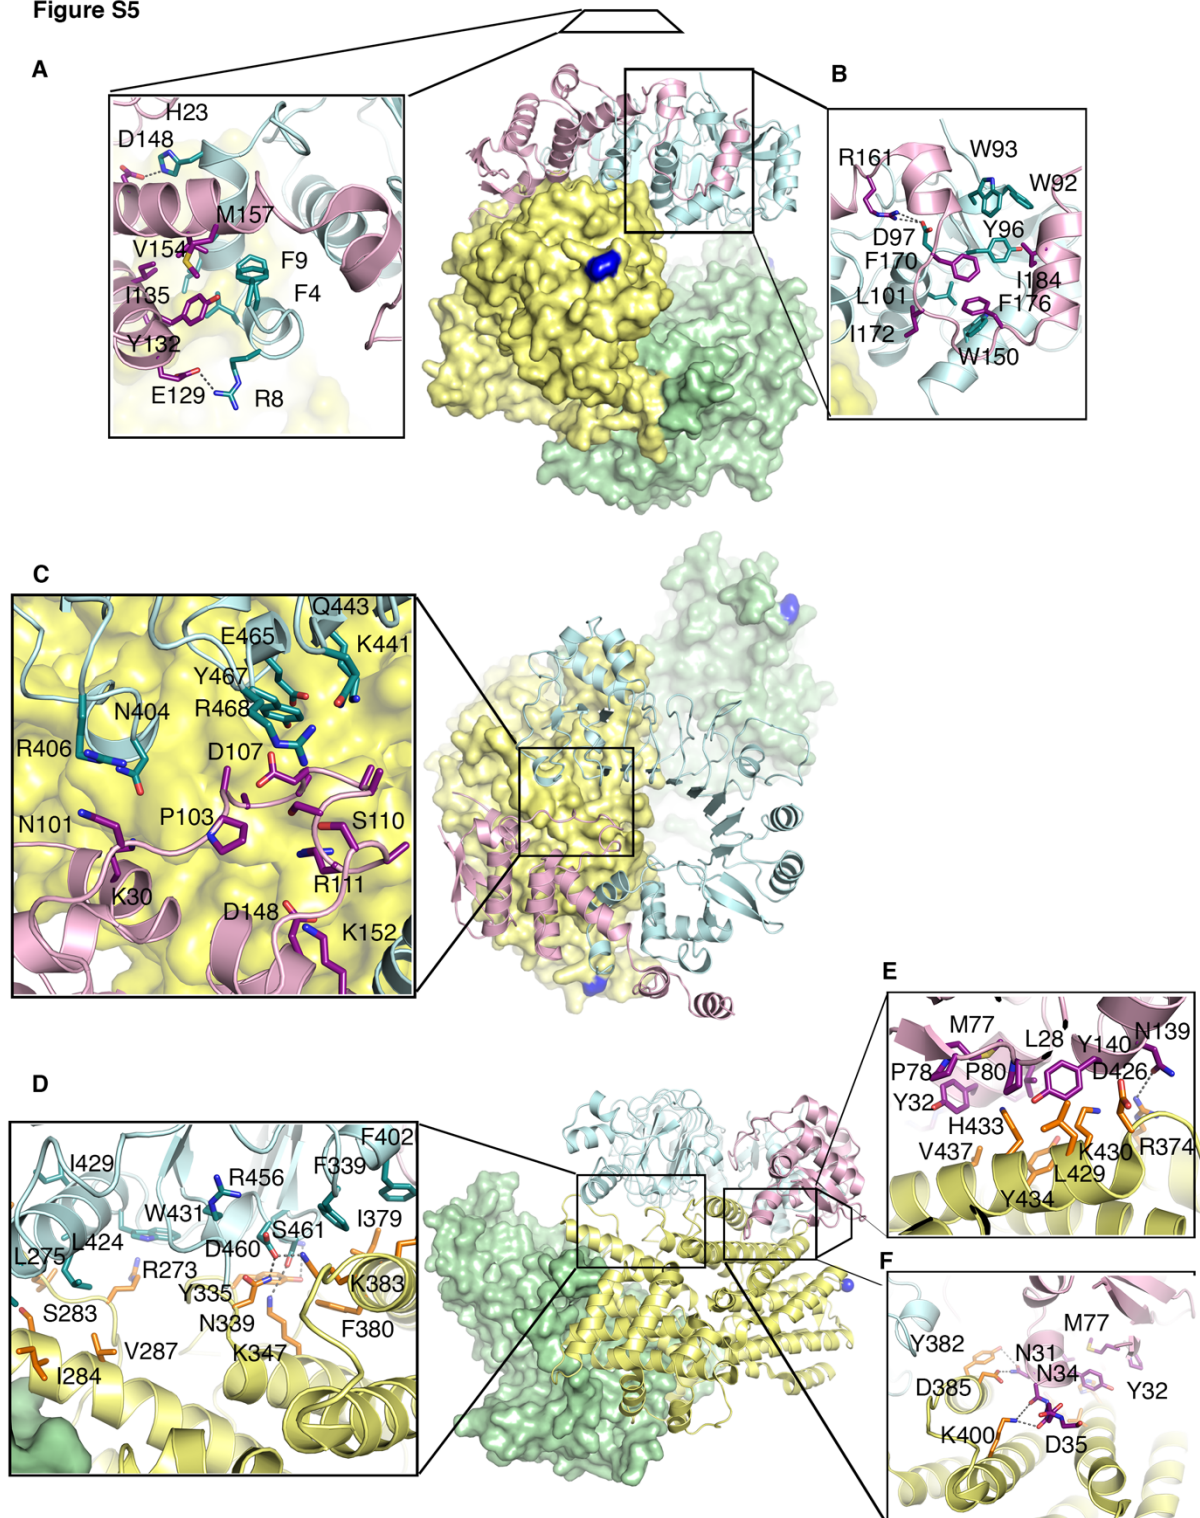 Figure S5
A
H23
D148
M157
V154
F9
I135
F4
Y132
E129
R8
B
R161
W93
W92
D97
Y96
F170
I184
L101
F176
I172
W150
C
Q443
E465
K441
Y467
N404
R468
R406
D107
N101
P103
S110
K30
R111
D148
K152
D
F402
I429
R456
F339
W431
S461
I379
L424
D460
L275
R273
K383
Y335
S283
N339
F380
V287
K347
I284
E
M77
L28
N139
Y140
P78
P80
D426
Y32
H433
V437
K430
R374
L429
Y434
F
M77
Y382
N31
N34
D385
Y32
K400
D35